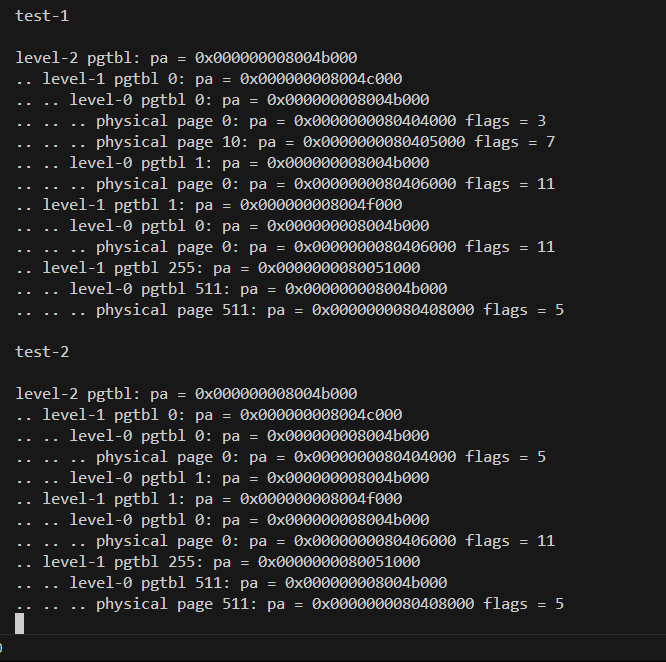 test-1
level-2 pgtbl: pa = 0x000000008004b000
.. level-1 pgtbl 0: pa = 0x000000008004c000
.. .. level-0 pgtbl 0: pa = 0x000000008004b000
.. .. .. physical page 0: pa = 0x0000000080404000 flags = 3
.. .. .. physical page 10: pa = 0x0000000080405000 flags = 7
.. .. level-0 pgtbl 1: pa = 0x000000008004b000
.. .. .. physical page 0: pa = 0x0000000080406000 flags = 11
.. level-1 pgtbl 1: pa = 0x000000008004f000
.. .. level-0 pgtbl 0: pa = 0x000000008004b000
.. .. .. physical page 0: pa = 0x0000000080406000 flags = 11
.. level-1 pgtbl 255: pa = 0x0000000080051000
.. .. level-0 pgtbl 511: pa = 0x000000008004b000
.. .. .. physical page 511: pa = 0x0000000080408000 flags = 5
test-2
level-2 pgtbl: pa = 0x000000008004b000
.. level-1 pgtbl 0: pa = 0x000000008004c000
.. .. level-0 pgtbl 0: pa = 0x000000008004b000
.. .. .. physical page 0: pa = 0x0000000080404000 flags = 5
.. .. level-0 pgtbl 1: pa = 0x000000008004b000
.. level-1 pgtbl 1: pa = 0x000000008004f000
.. .. level-0 pgtbl 0: pa = 0x000000008004b000
.. .. .. physical page 0: pa = 0x0000000080406000 flags = 11
.. level-1 pgtbl 255: pa = 0x0000000080051000
.. .. level-0 pgtbl 511: pa = 0x000000008004b000
.. .. .. physical page 511: pa = 0x0000000080408000 flags = 5